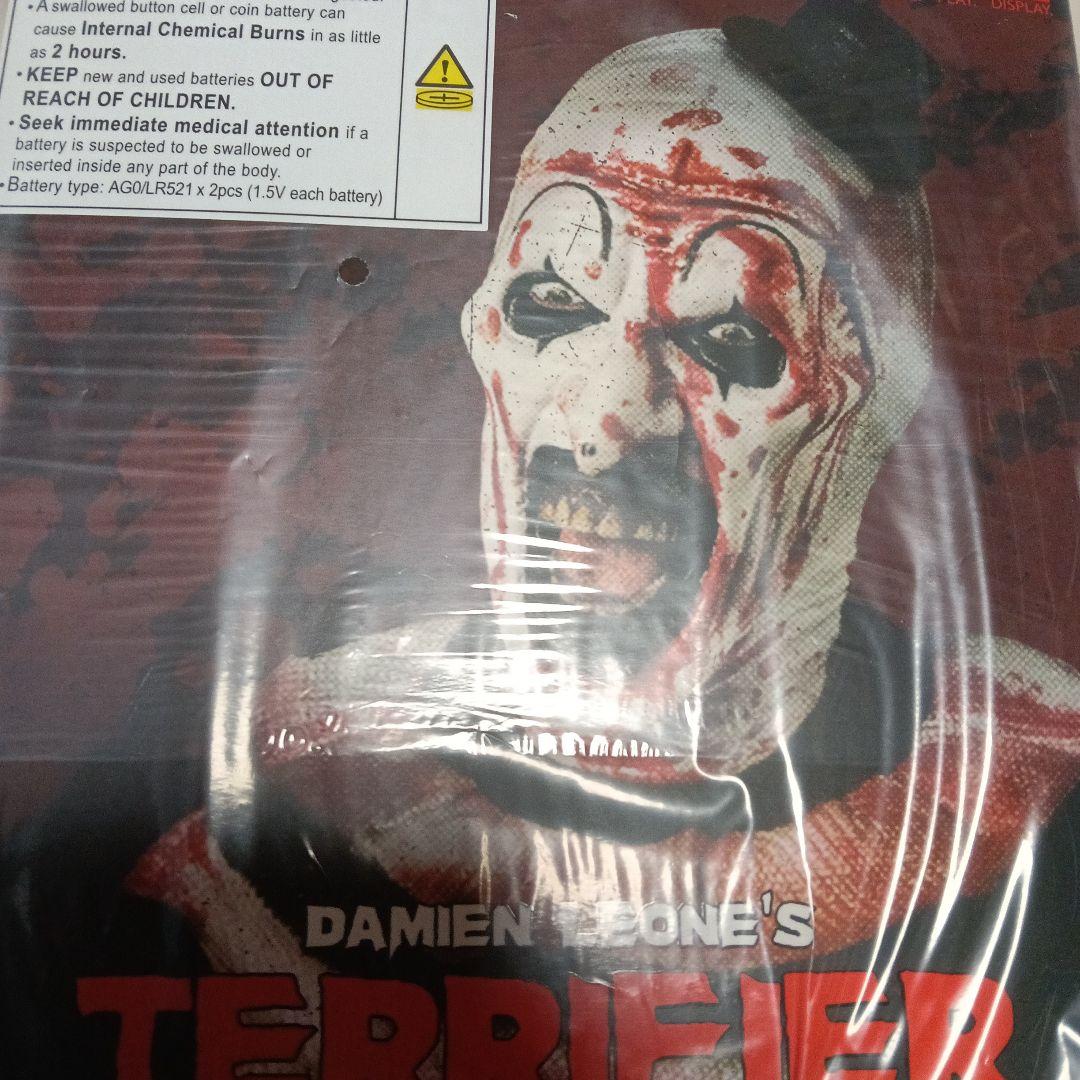 • A swallowed button cell or coin battery can
cause Internal Chemical Burns in as little
as 2 hours.
• KEEP new and used batteries OUT OF
REACH OF CHILDREN.
• Seek immediate medical attention if a
battery is suspected to be swallowed or
inserted inside any part of the body.
• Battery type: AG0/LR521 x 2pcs (1.5V each battery)
DISPLAY.
DAMIEN LEONE'S
TERRIFIER